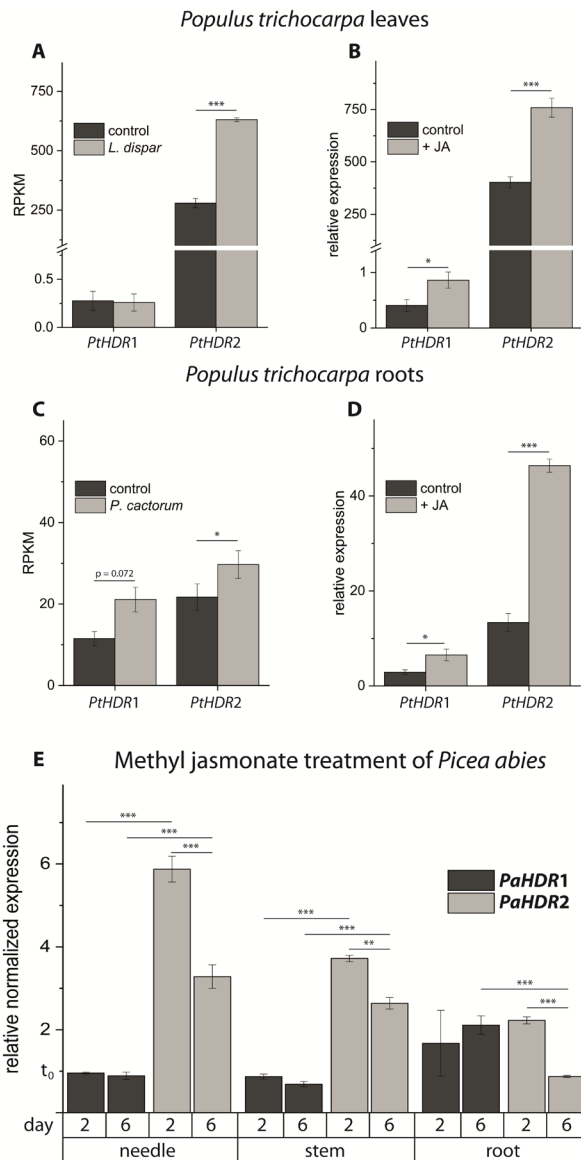 Populus trichocarpa leaves
A
B
750
control
L. dispar
***
500
RPKM
250
0.5
0.0
PtHDR1
PtHDR2
750
control
+ JA
***
500
relative expression
250
1
*
0
PtHDR1
PtHDR2
Populus trichocarpa roots
C
D
60
control
P. cactorum
40
RPKM
p = 0.072
*
20
0
PtHDR1
PtHDR2
control
+ JA
***
40
relative expression
20
*
0
PtHDR1
PtHDR2
E Methyl jasmonate treatment of Picea abies
relative normalized expression
6
4
2
t0
***
***
***
***
***
**
***
***
PaHDR1
PaHDR2
day 2 6 2 6 2 6 2 6 2 6 2 6
needle stem root